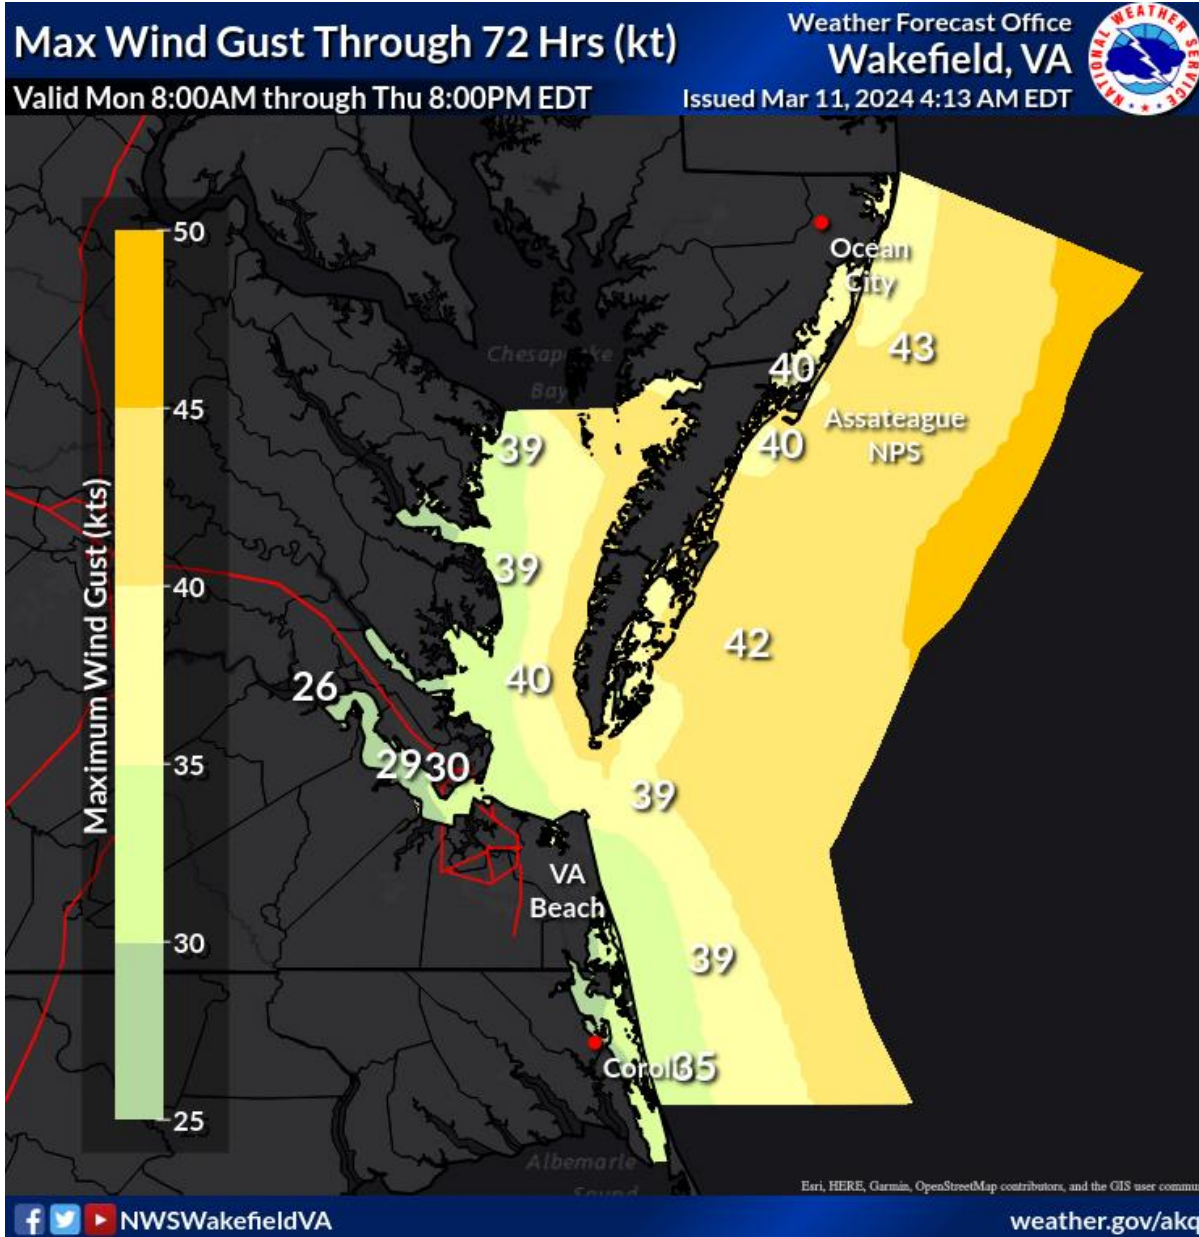 Max Wind Gust Through 72 Hrs (kt)
Valid Mon 8:00AM through Thu 8:00PM EDT
Weather Forecast Office
Wakefield, VA
Issued Mar 11, 2024 4:13 AM EDT
NATIONAL WEATHER SERVICE
Maximum Wind Gust (kts)
50
45
40
35
30
25
Ocean
City
Chesapeake
Bay
43
40
Assateague
NPS
40
39
39
42
40
26
29
30
39
VA
Beach
39
Corolla
35
Albemarle
Sound
Esri, HERE, Garmin, OpenStreetMap contributors, and the GIS user commu
NWSWakefieldVA
weather.gov/akq